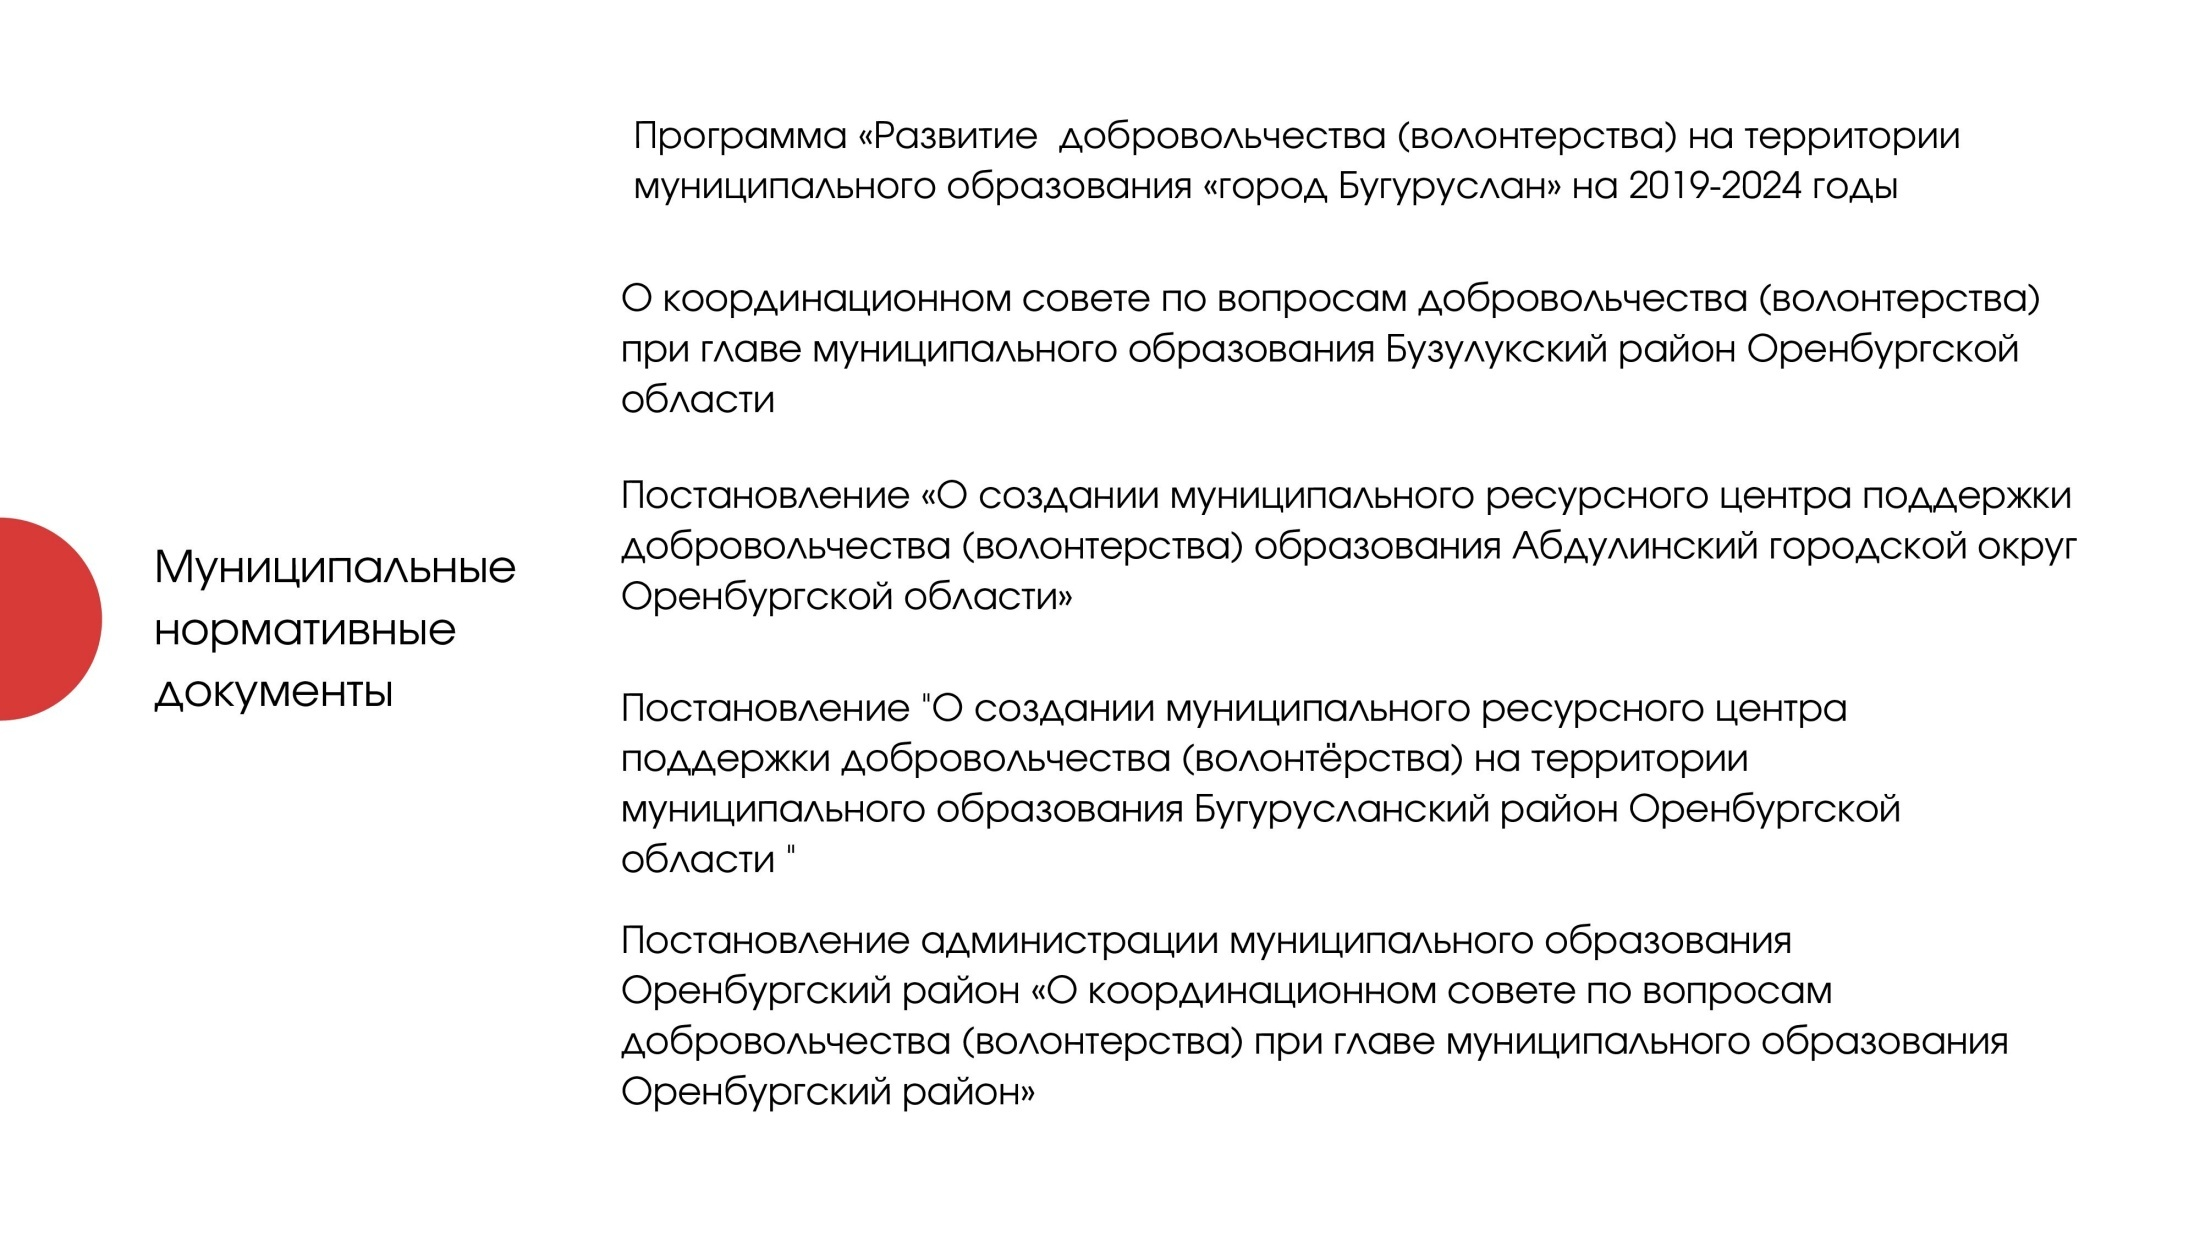 Муниципальные
нормативные
документы
Программа «Развитие  добровольчества (волонтерства) на территории
муниципального образования «город Бугуруслан» на 2019-2024 годы
О координационном совете по вопросам добровольчества (волонтерства)
при главе муниципального образования Бузулукский район Оренбургской
области
Постановление «О создании муниципального ресурсного центра поддержки
добровольчества (волонтерства) образования Абдулинский городской округ
Оренбургской области»
Постановление "О создании муниципального ресурсного центра
поддержки добровольчества (волонтёрства) на территории
муниципального образования Бугурусланский район Оренбургской
области "
Постановление администрации муниципального образования
Оренбургский район «О координационном совете по вопросам
добровольчества (волонтерства) при главе муниципального образования
Оренбургский район»